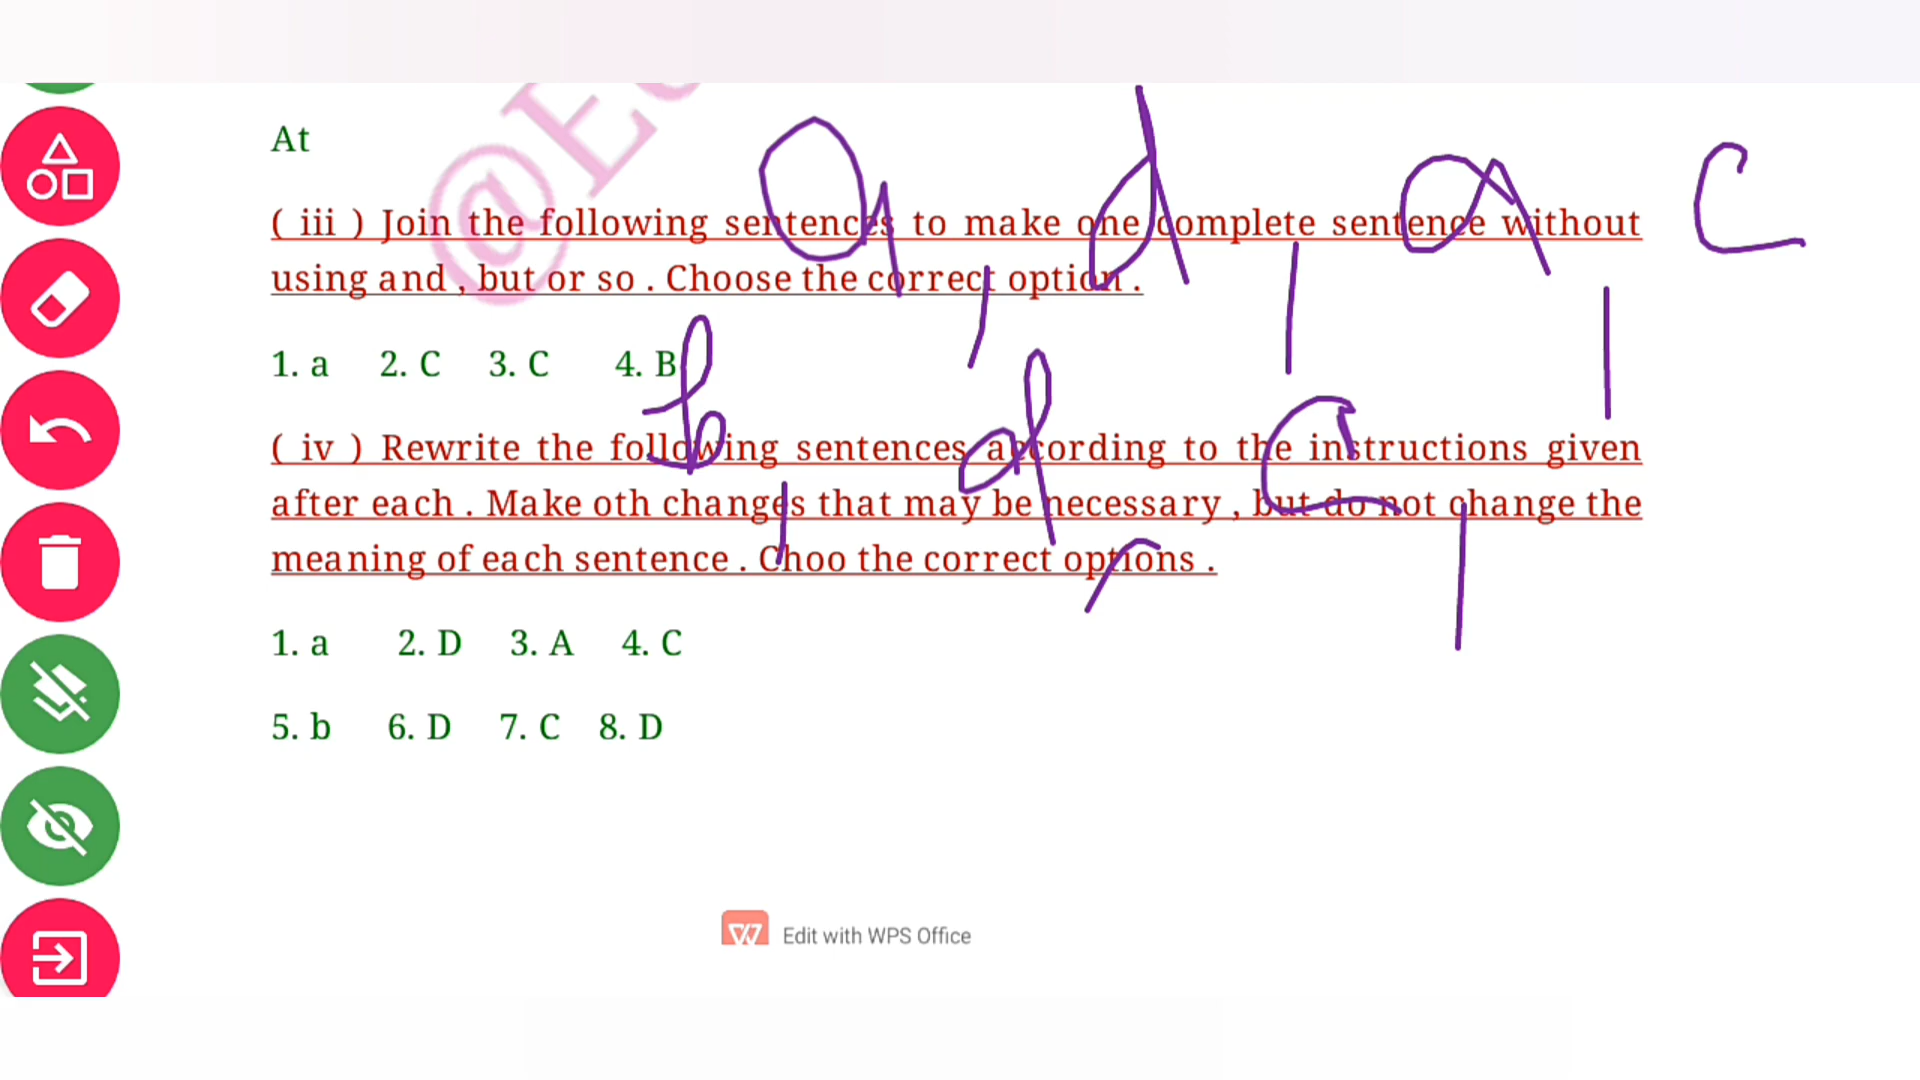 At
( iii ) Join the following sentences to make one complete sentence without
using and , but or so . Choose the correct option .
1. a 2. C 3. C 4. B
( iv ) Rewrite the following sentences according to the instructions given
after each . Make oth changes that may be necessary , but do not change the
meaning of each sentence . Choo the correct options .
1. a 2. D 3. A 4. C
5. b 6. D 7. C 8. D
a, d, a, c
b, d, c,
Edit with WPS Office